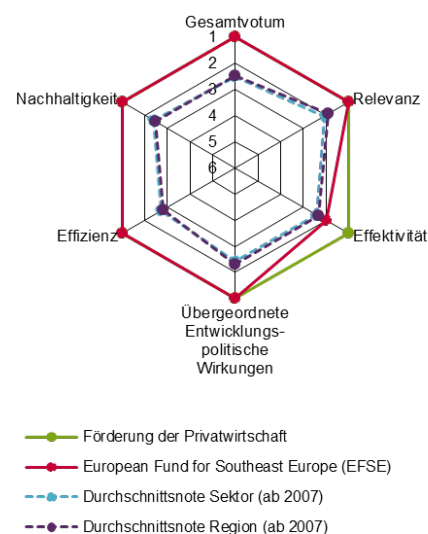 Gesamtvotum
1
2
3
4
5
6
Nachhaltigkeit
Relevanz
Effizienz
Effektivität
Übergeordnete
Entwicklungs-
politische
Wirkungen
Förderung der Privatwirtschaft
European Fund for Southeast Europe (EFSE)
Durchschnittsnote Sektor (ab 2007)
Durchschnittsnote Region (ab 2007)